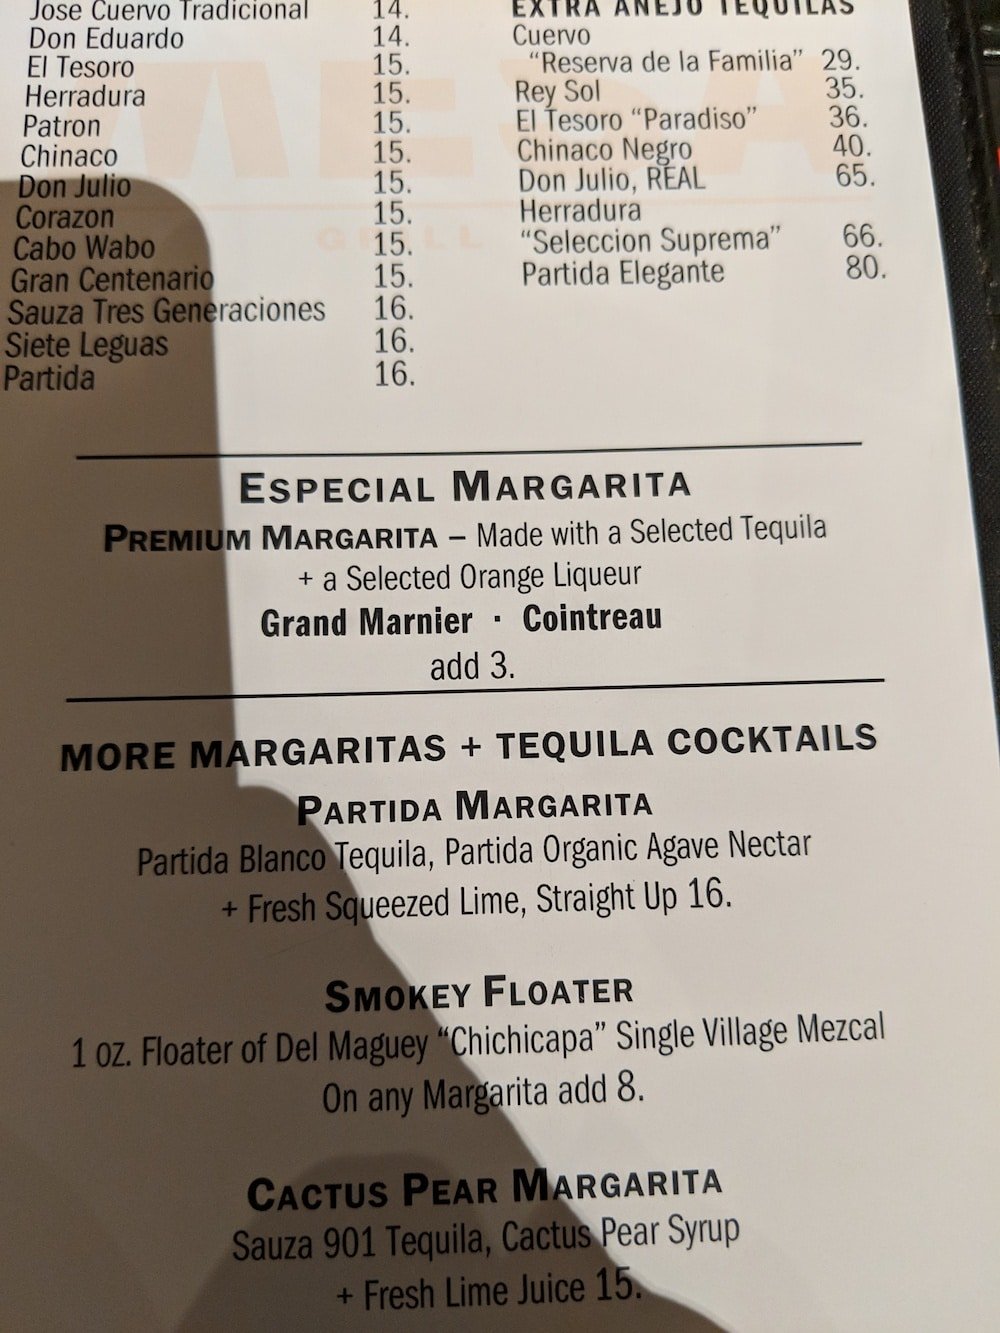 Jose Cuervo Tradicional 14.
Don Eduardo 14.
El Tesoro 15.
Herradura 15.
Patron 15.
Chinaco 15.
Don Julio 15.
Corazon 15.
Cabo Wabo 15.
Gran Centenario 15.
Sauza Tres Generaciones 16.
Siete Leguas 16.
Partida 16.
EXTRA ANEJO TEQUILAS
Cuervo
“Reserva de la Familia” 29.
Rey Sol 35.
El Tesoro “Paradiso” 36.
Chinaco Negro 40.
Don Julio, REAL 65.
Herradura
“Seleccion Suprema” 66.
Partida Elegante 80.
MESA
GRILL
ESPECIAL MARGARITA
PREMIUM MARGARITA – Made with a Selected Tequila
+ a Selected Orange Liqueur
Grand Marnier · Cointreau
add 3.
MORE MARGARITAS + TEQUILA COCKTAILS
PARTIDA MARGARITA
Partida Blanco Tequila, Partida Organic Agave Nectar
+ Fresh Squeezed Lime, Straight Up 16.
SMOKEY FLOATER
1 oz. Floater of Del Maguey “Chichicapa” Single Village Mezcal
On any Margarita add 8.
CACTUS PEAR MARGARITA
Sauza 901 Tequila, Cactus Pear Syrup
+ Fresh Lime Juice 15.